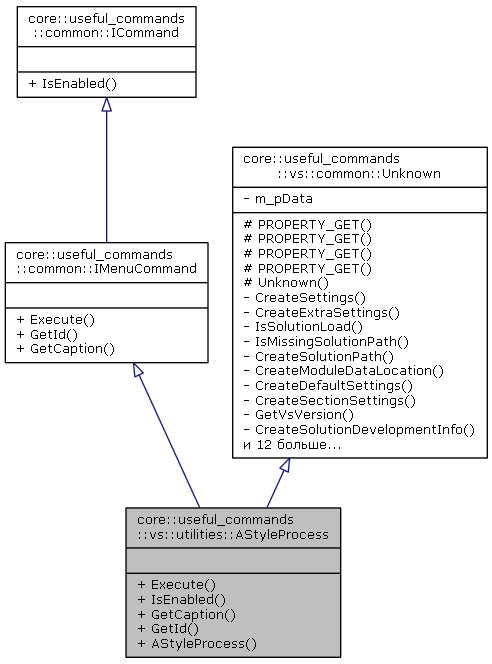 core::useful_commands
::common::ICommand
+ IsEnabled()
core::useful_commands
::vs::common::Unknown
- m_pData
# PROPERTY_GET()
# PROPERTY_GET()
# PROPERTY_GET()
# PROPERTY_GET()
# Unknown()
- CreateSettings()
- CreateExtraSettings()
- IsSolutionLoad()
- IsMissingSolutionPath()
- CreateSolutionPath()
- CreateModuleDataLocation()
- CreateDefaultSettings()
- CreateSectionSettings()
- GetVsVersion()
- CreateSolutionDevelopmentInfo()
и 12 больше...
core::useful_commands
::common::IMenuCommand
+ Execute()
+ GetId()
+ GetCaption()
core::useful_commands
::vs::utilities::AStyleProcess
+ Execute()
+ IsEnabled()
+ GetCaption()
+ GetId()
+ AStyleProcess()